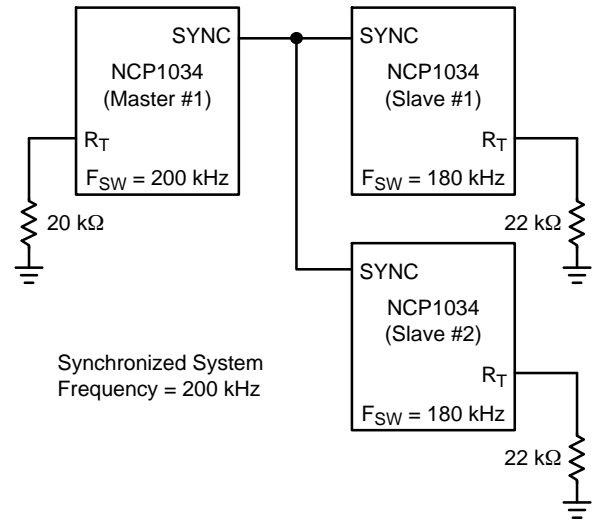 SYNC
NCP1034
(Master #1)
R_T
F_SW = 200 kHz
20 kΩ
SYNC
NCP1034
(Slave #1)
R_T
F_SW = 180 kHz
22 kΩ
SYNC
NCP1034
(Slave #2)
R_T
F_SW = 180 kHz
22 kΩ
Synchronized System
Frequency = 200 kHz